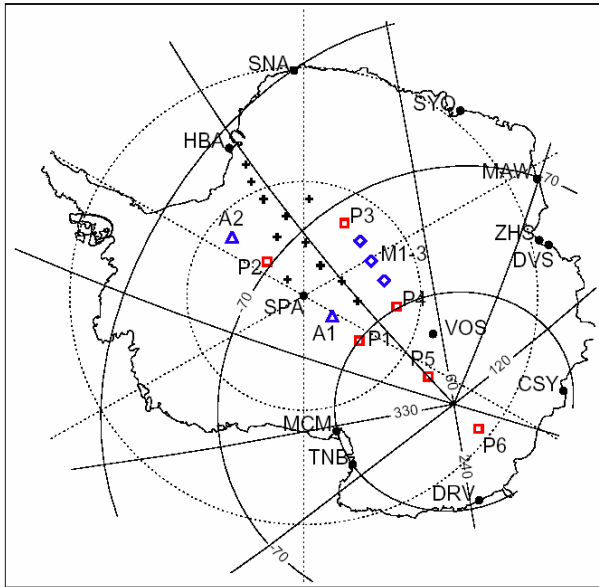 SNA
SYO
HBA
MAW
70
A2
P3
ZHS
DVS
M1-3
P2
70
SPA
P4
A1
P1
VOS
P5
120
60
CSY
330
MCM
P6
TNB
240
DRV
-70